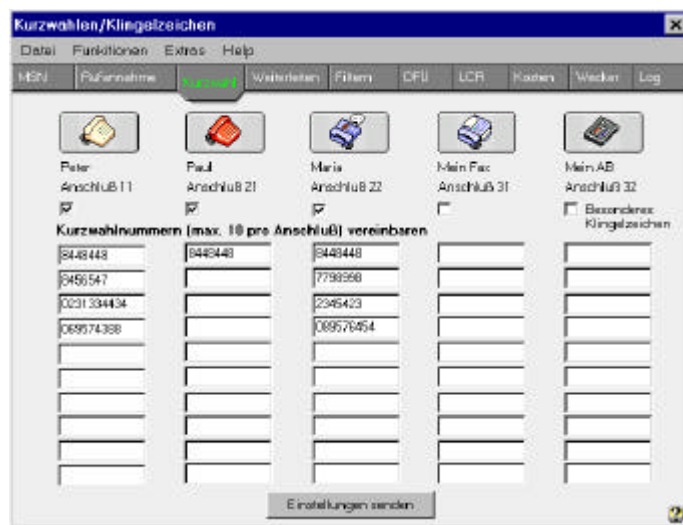 Kurzwahlen/Klingelzeichen
Datei Funktionen Extras Help
MSN Rufannahme Kurzwahl Weiterleiten Filtern DFÜ LCR Kosten Wecker Log
Peter Paul Maria Mein Fax Mein AB
Anschluß 11 Anschluß 21 Anschluß 22 Anschluß 31 Anschluß 32
Besonderes
Klingelzeichen
Kurzwahlnummern (max. 10 pro Anschluß) vereinbaren
8448448 8448448 8448448
8456547 7798998
0231334434 2345423
069574388 089576454
Einstellungen senden